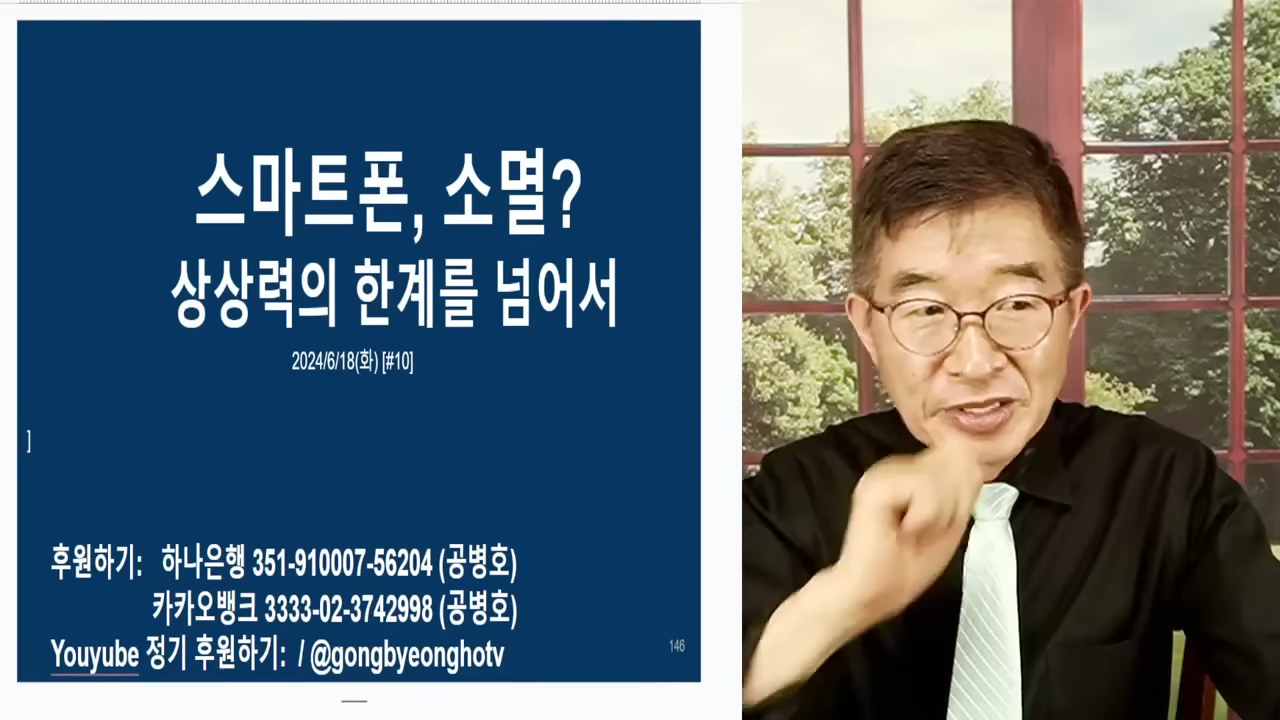 스마트폰, 소멸?
상상력의 한계를 넘어서
2024/6/18(화) [#10]
]
후원하기: 하나은행 351-910007-56204 (공병호)
카카오뱅크 3333-02-3742998 (공병호)
Youyube 정기 후원하기: / @gongbyeonghotv
146